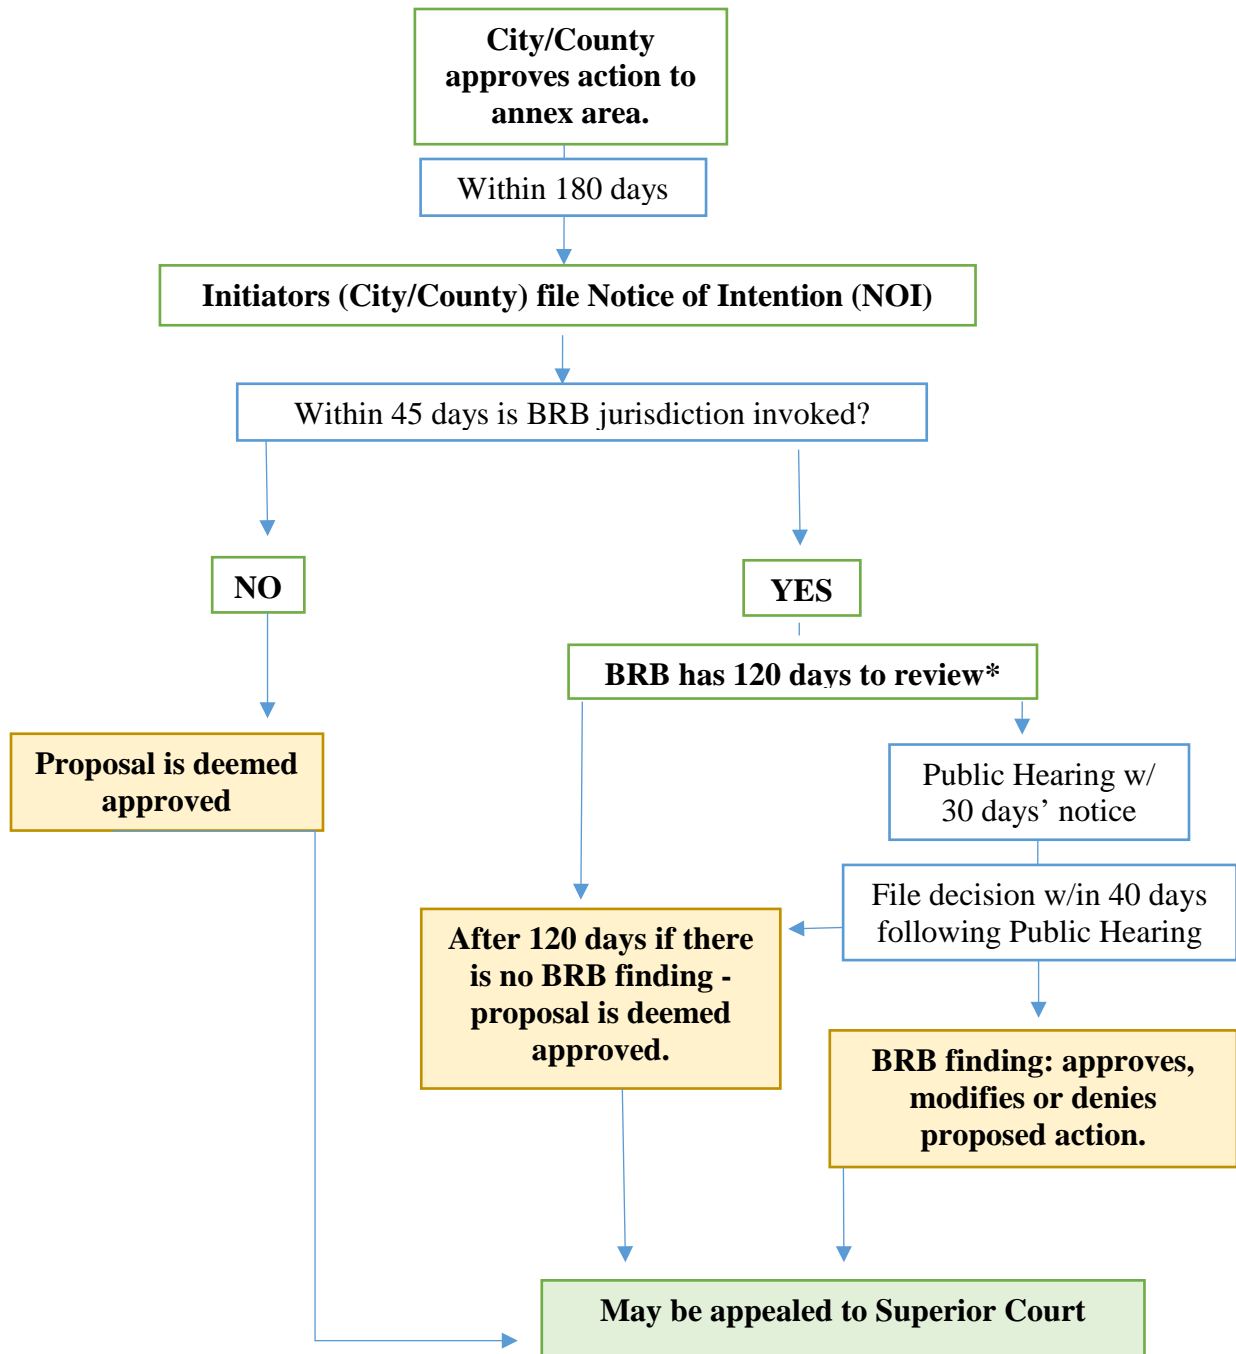 City/County
approves action to
annex area.
Within 180 days
Initiators (City/County) file Notice of Intention (NOI)
Within 45 days is BRB jurisdiction invoked?
NO
YES
BRB has 120 days to review*
Proposal is deemed
approved
Public Hearing w/
30 days’ notice
File decision w/in 40 days
following Public Hearing
After 120 days if there
is no BRB finding -
proposal is deemed
approved.
BRB finding: approves,
modifies or denies
proposed action.
May be appealed to Superior Court